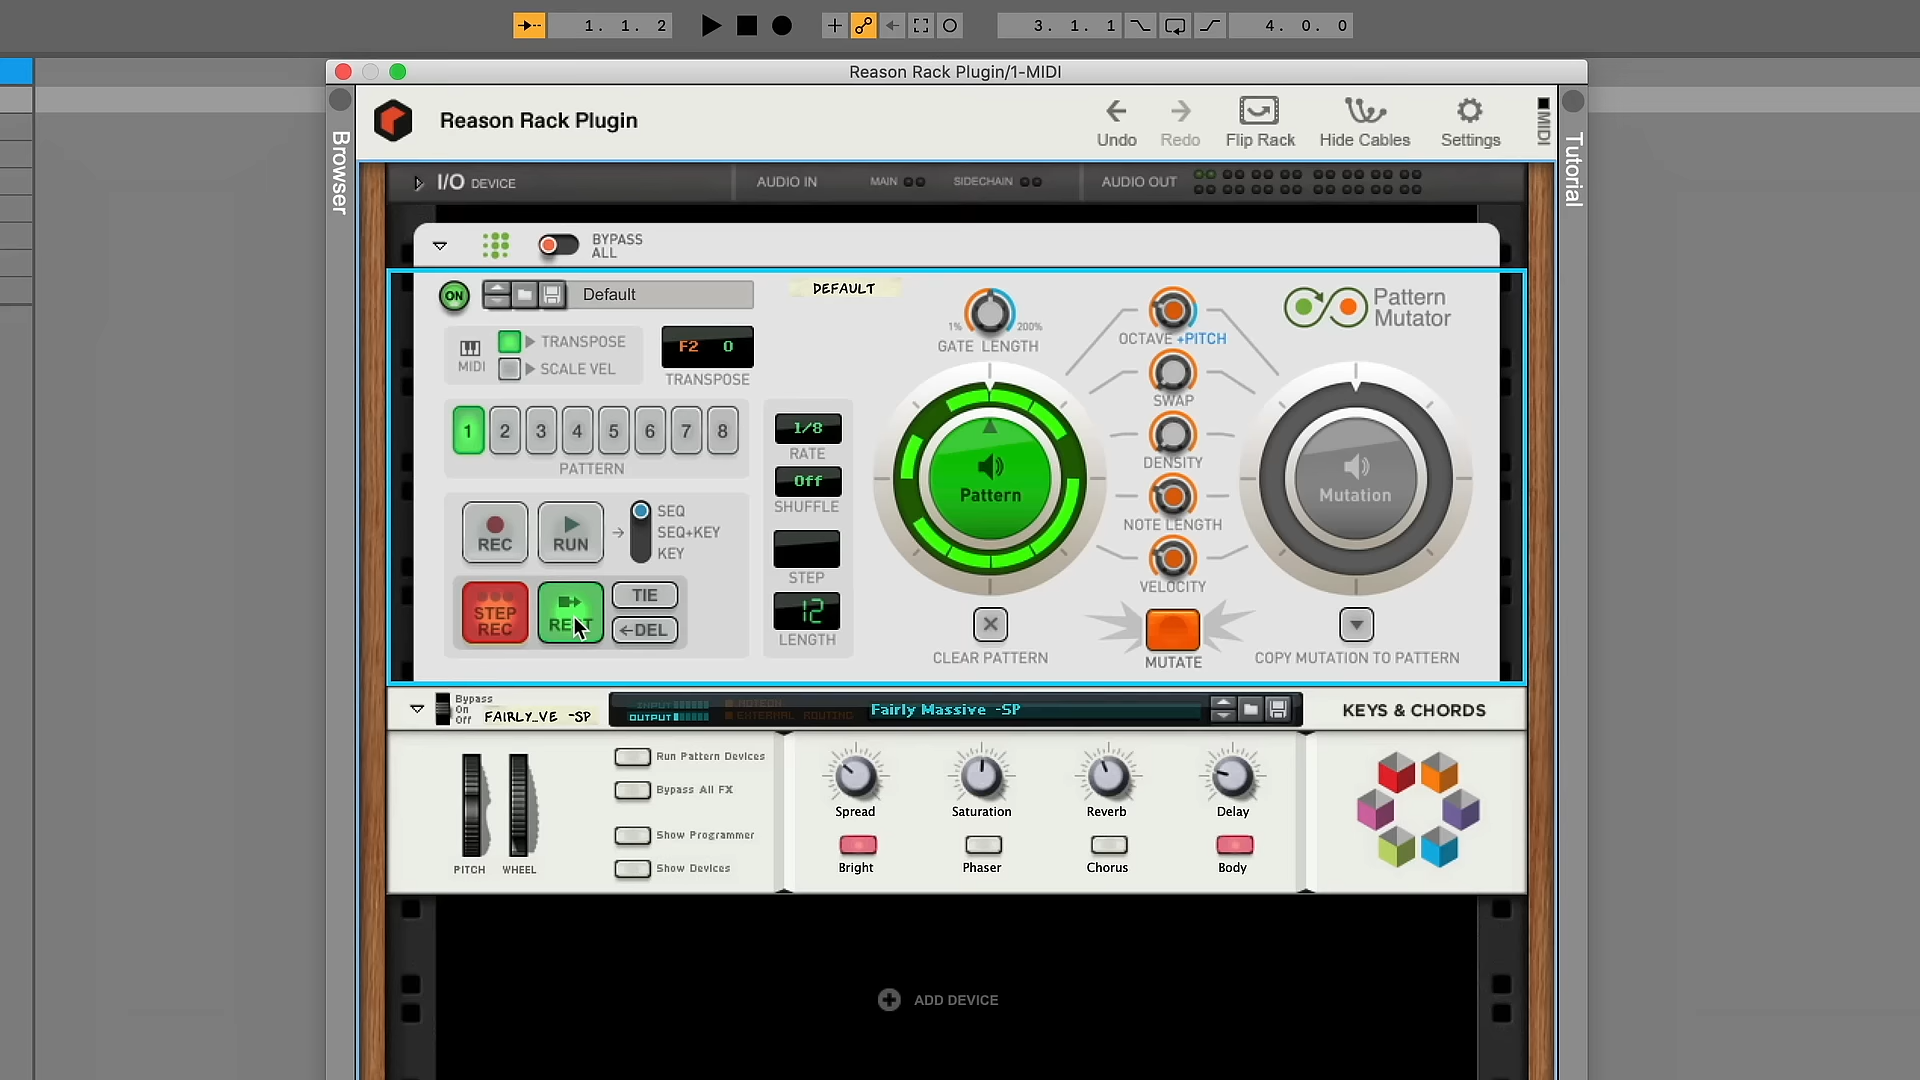 1. 1. 2
3. 1. 1
4. 0. 0
Reason Rack Plugin/1-MIDI
Browser
Reason Rack Plugin
Undo
Redo
Flip Rack
Hide Cables
Settings
MIDI
Tutorial
I/O DEVICE
AUDIO IN
MAIN
SIDECHAIN
AUDIO OUT
BYPASS
ALL
ON
Default
DEFAULT
MIDI
TRANSPOSE
SCALE VEL
F2 0
TRANSPOSE
1 2 3 4 5 6 7 8
PATTERN
REC
RUN
SEQ
SEQ+KEY
KEY
STEP
REC
TIE
←DEL
1/8
RATE
Off
SHUFFLE
STEP
12
LENGTH
1%
200%
GATE LENGTH
Pattern
CLEAR PATTERN
OCTAVE +PITCH
SWAP
DENSITY
NOTE LENGTH
VELOCITY
MUTATE
Pattern
Mutator
Mutation
COPY MUTATION TO PATTERN
Bypass
On
Off
FAIRLY_VE -SP
INPUT
OUTPUT
EXTERNAL ROUTING
Fairly Massive -SP
KEYS & CHORDS
PITCH
WHEEL
Run Pattern Devices
Bypass All FX
Show Programmer
Show Devices
Spread
Saturation
Reverb
Delay
Bright
Phaser
Chorus
Body
ADD DEVICE